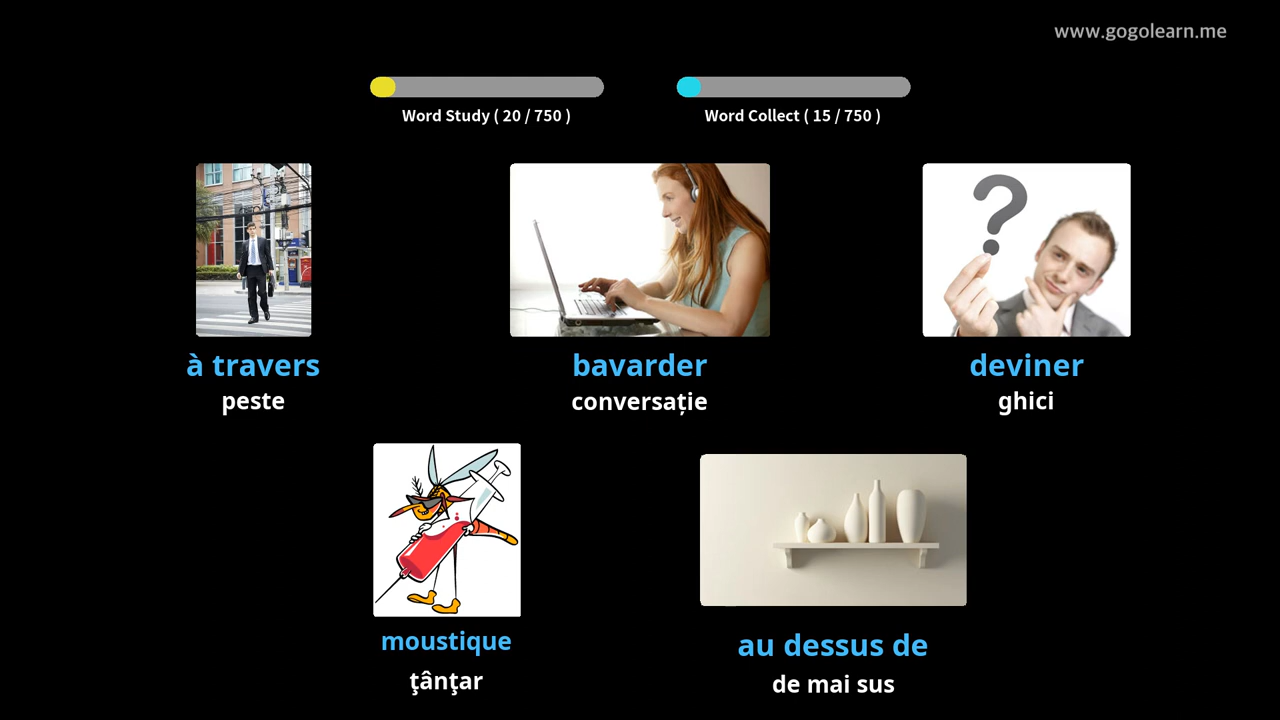 www.gogolearn.me
Word Study ( 20 / 750 )
Word Collect ( 15 / 750 )
à travers
peste
bavarder
conversație
deviner
ghici
moustique
ţânţar
au dessus de
de mai sus